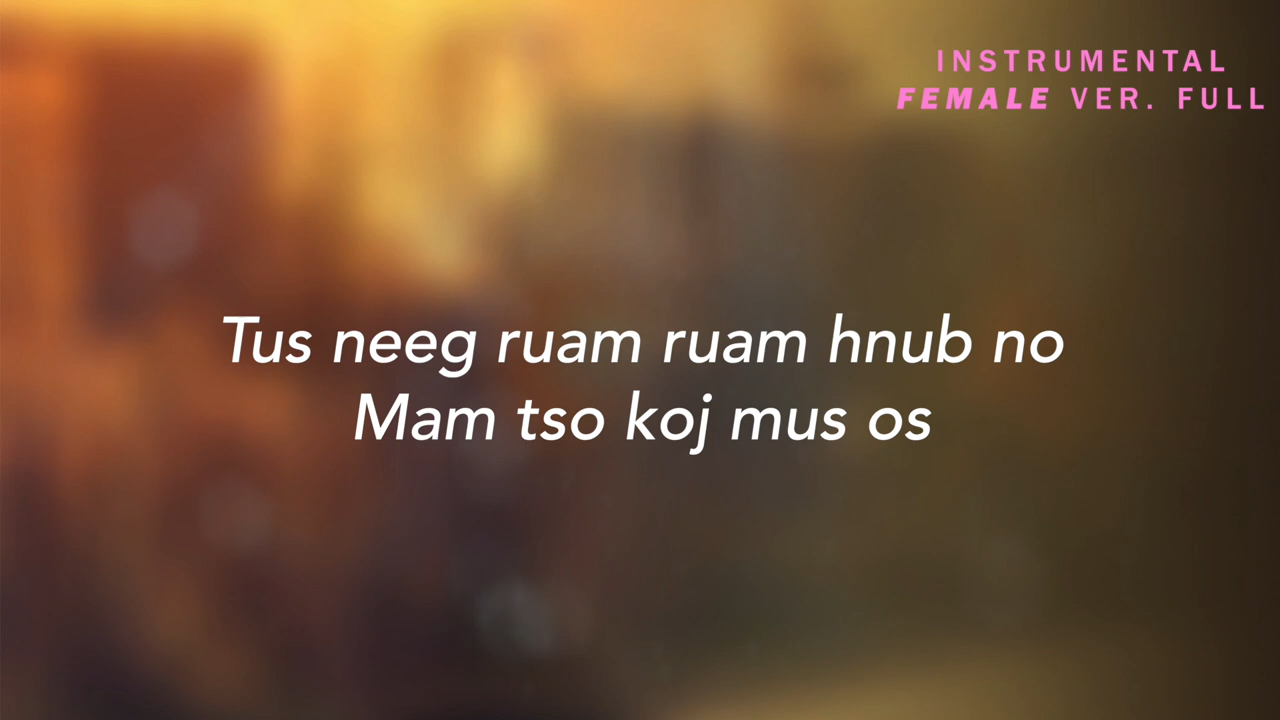 INSTRUMENTAL
FEMALE VER. FULL
Tus neeg ruam ruam hnub no
Mam tso koj mus os